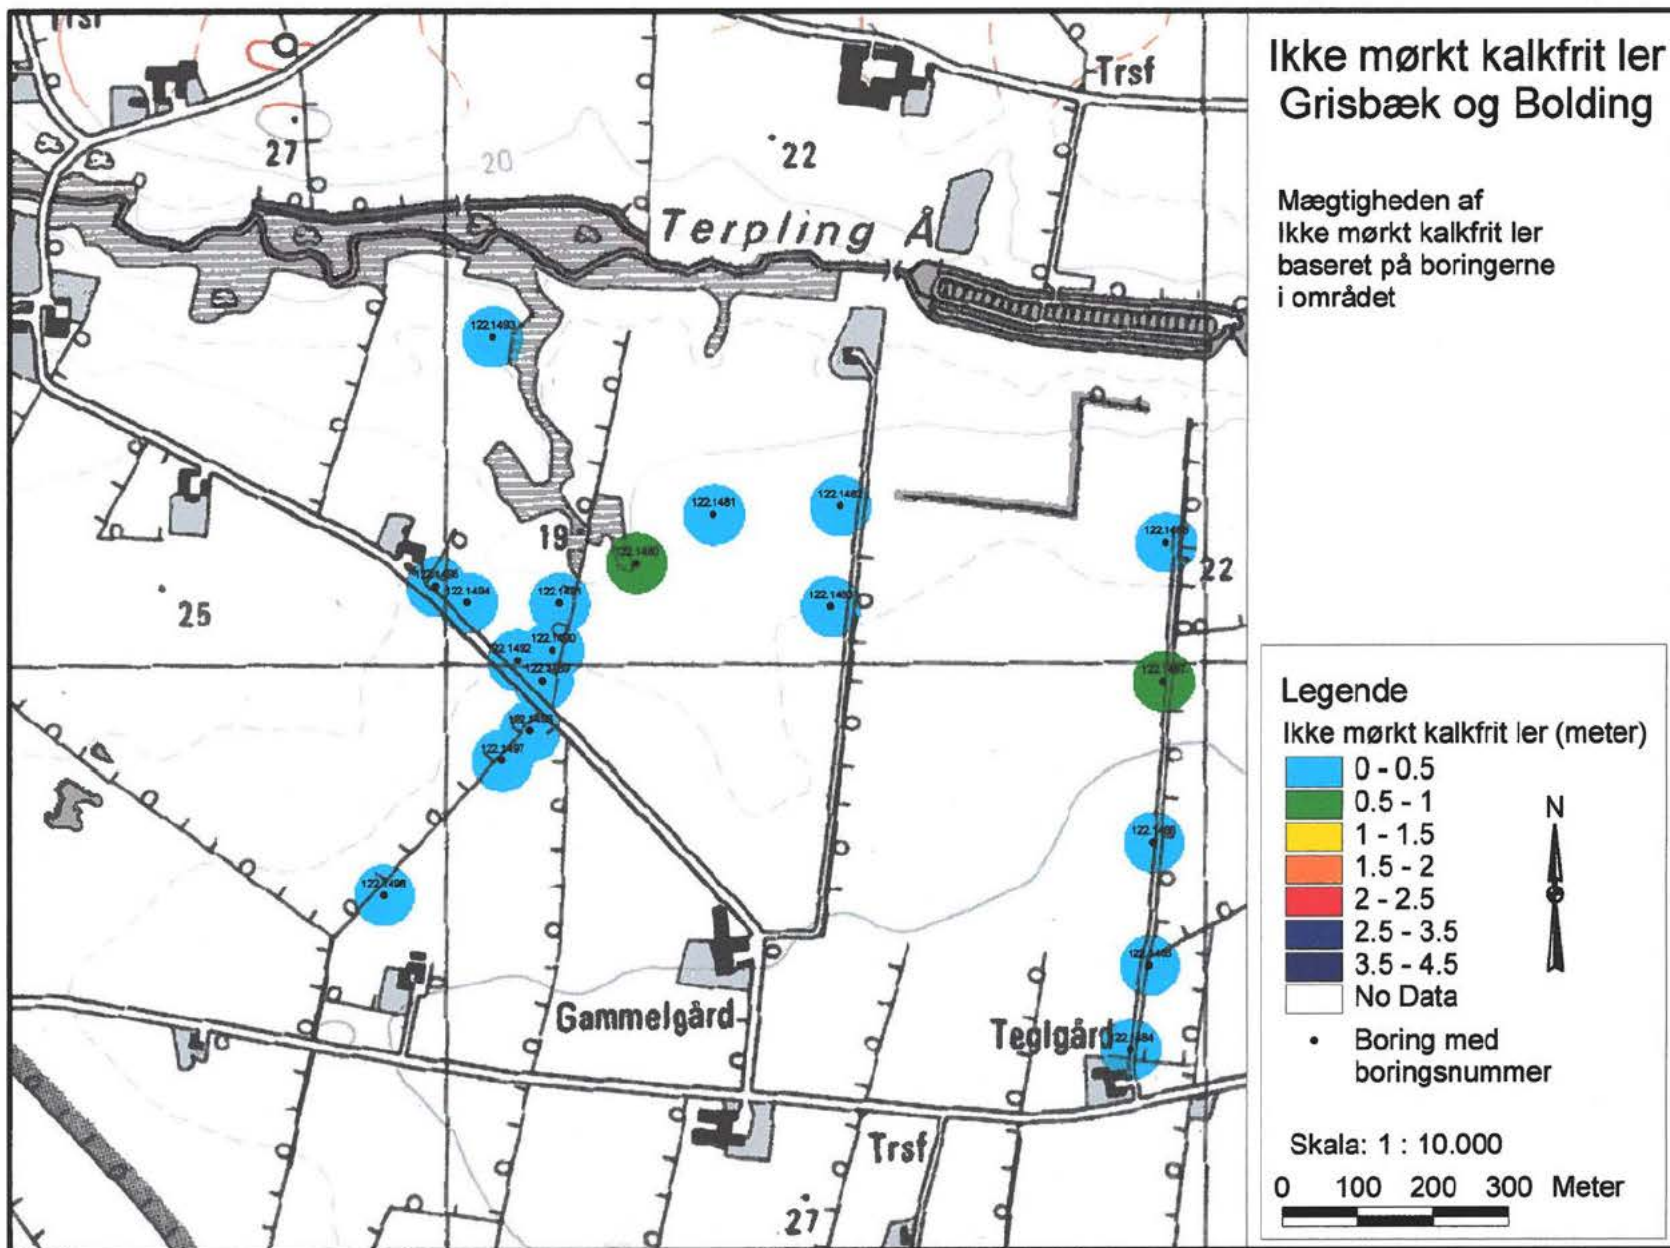 Ikke mørkt kalkfrit ler
Grisbæk og Bolding
Mægtigheden af
Ikke mørkt kalkfrit ler
baseret på boringerne
i området
Legende
Ikke mørkt kalkfrit ler (meter)
0 - 0.5
0.5 - 1
1 - 1.5
1.5 - 2
2 - 2.5
2.5 - 3.5
3.5 - 4.5
No Data
Boring med
boringsnummer
N
Skala: 1 : 10.000
0 100 200 300 Meter
Trsf
27
20
22
Terpling Å
122.1493
122.1481
19
22
122.1494
25
122.1492
122.1497
Gammelgård
Teglgård
Trsf
27